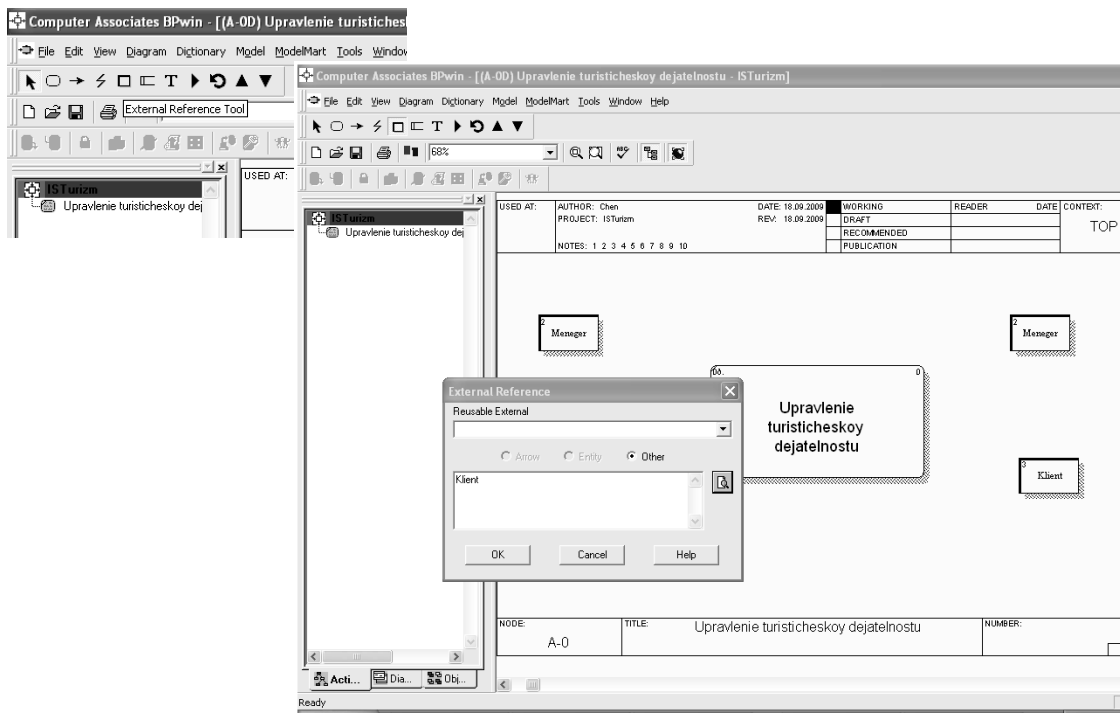 Computer Associates BPwin - [(A-0D) Upravlenie turistiches
File Edit View Diagram Dictionary Model ModelMart Tools Window
External Reference Tool
USED AT:
ISTurizm
Upravlenie turisticheskoy dej
Computer Associates BPwin - [(A-0D) Upravlenie turisticheskoy dejatelnostu - ISTurizm]
File Edit View Diagram Dictionary Model ModelMart Tools Window Help
68%
ISTurizm
Upravlenie turisticheskoy dej
USED AT: AUTHOR: Chen DATE: 18.09.2009 WORKING READER DATE CONTEXT:
PROJECT: ISTurizm REV: 18.09.2009 DRAFT TOP
RECOMMENDED
NOTES: 1 2 3 4 5 6 7 8 9 10 PUBLICATION
2
Meneger
2
Meneger
0
Upravlenie
turisticheskoy
dejatelnostu
3
Klient
External Reference
Reusable External
Arrow Entity Other
Klient
OK Cancel Help
NODE: TITLE: Upravlenie turisticheskoy dejatelnostu NUMBER:
A-0
Acti... Dia... Obj...
Ready